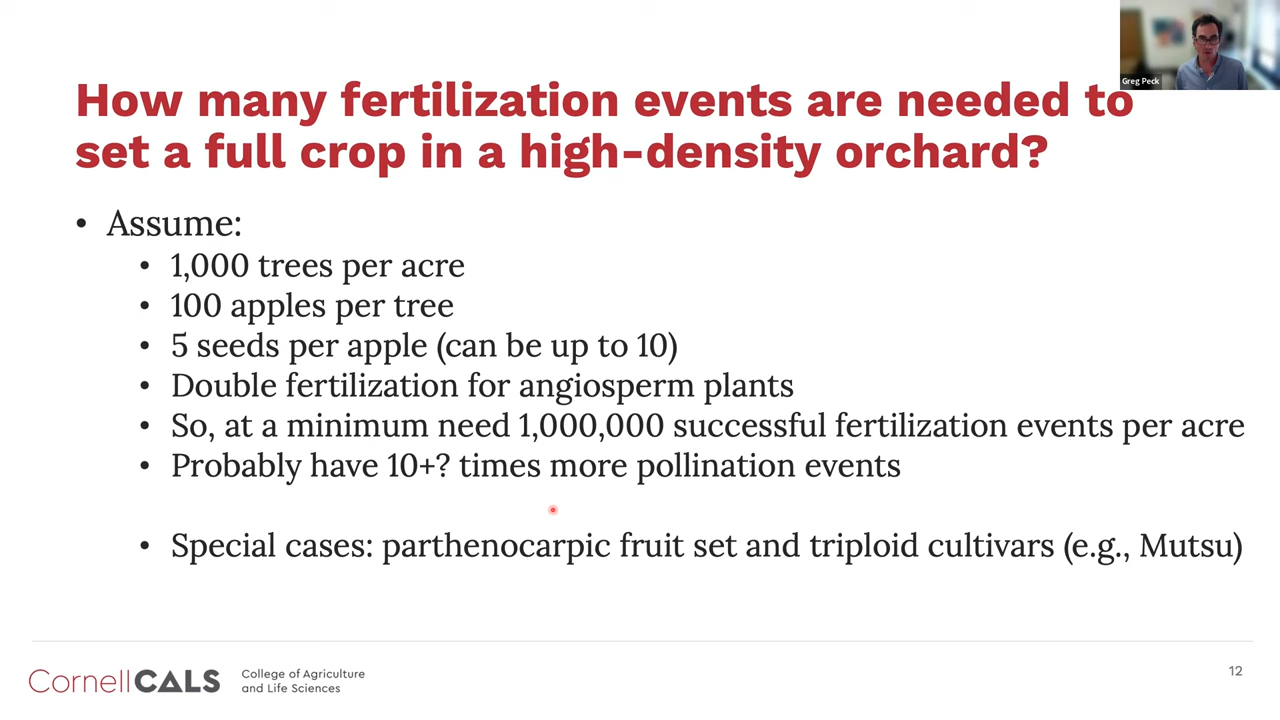 Greg Peck
How many fertilization events are needed to
set a full crop in a high-density orchard?
• Assume:
• 1,000 trees per acre
• 100 apples per tree
• 5 seeds per apple (can be up to 10)
• Double fertilization for angiosperm plants
• So, at a minimum need 1,000,000 successful fertilization events per acre
• Probably have 10+? times more pollination events
• Special cases: parthenocarpic fruit set and triploid cultivars (e.g., Mutsu)
CornellCALS
College of Agriculture
and Life Sciences
12